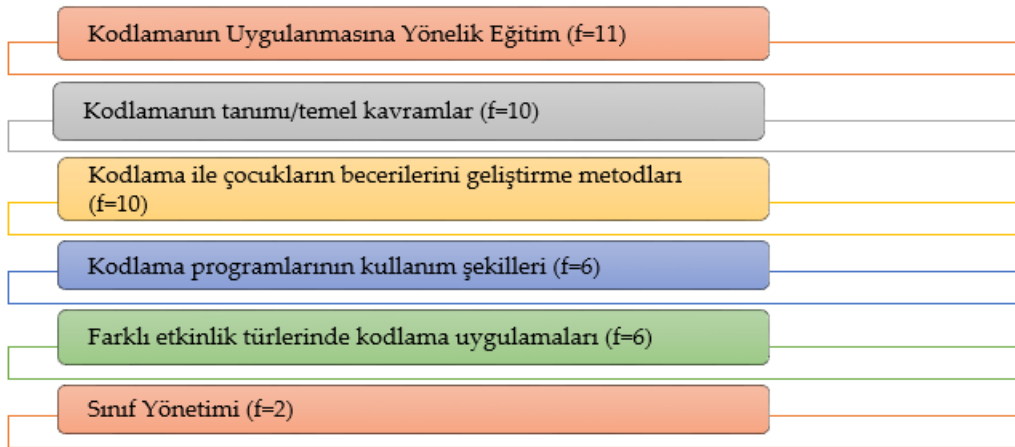 Kodlamanın Uygulanmasına Yönelik Eğitim (f=11)
Kodlamanın tanımı/temel kavramlar (f=10)
Kodlama ile çocukların becerilerini geliştirme metodları
(f=10)
Kodlama programlarının kullanım şekilleri (f=6)
Farklı etkinlik türlerinde kodlama uygulamaları (f=6)
Sınıf Yönetimi (f=2)